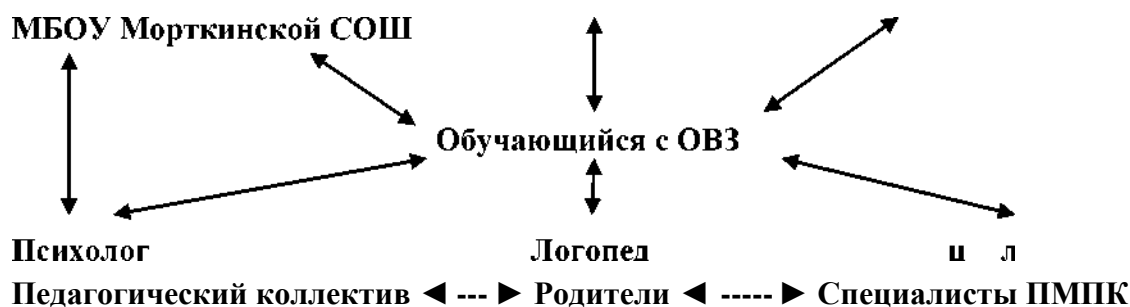 МБОУ Морткинской СОШ
Обучающийся с ОВЗ
Психолог Логопед
Педагогический коллектив ◄ --- ► Родители ◄ ----- ► Специалисты ПМПК